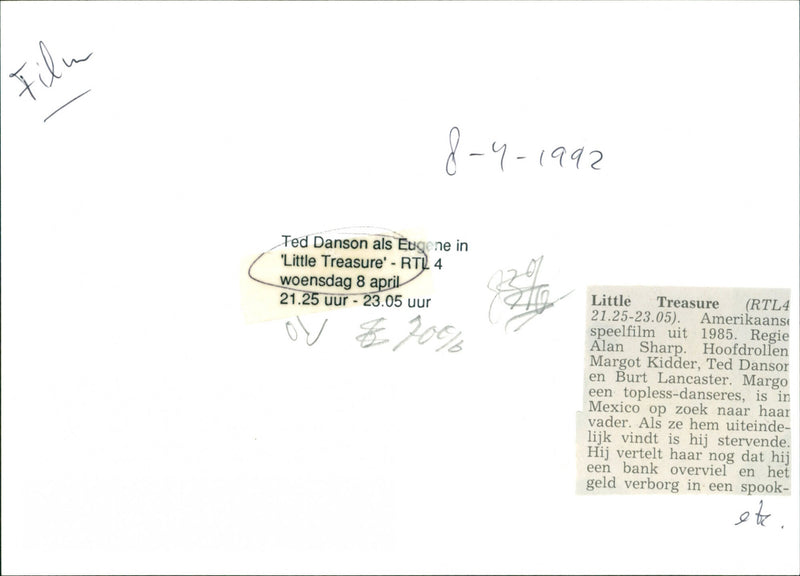 Film
8-4-1992
Ted Danson als Eugene in
'Little Treasure' - RTL 4
woensdag 8 april
21.25 uur - 23.05 uur
70%
Little Treasure (RTL4
21.25-23.05). Amerikaanse
speelfilm uit 1985. Regie
Alan Sharp. Hoofdrollen
Margot Kidder, Ted Danson
en Burt Lancaster. Margo
een topless-danseres, is in
Mexico op zoek naar haar
vader. Als ze hem uiteinde-
lijk vindt is hij stervende.
Hij vertelt haar nog dat hij
een bank overviel en het
geld verborg in een spook-
etc.